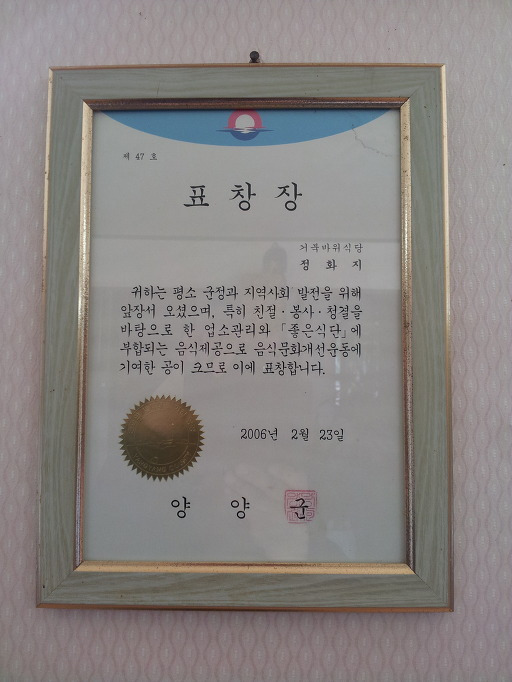 제 47 호
표 창 장
거북바위식당
정 화 지
귀하는 평소 군정과 지역사회 발전을 위해
앞장서 오셨으며, 특히 친절·봉사·청결을
바탕으로 한 업소관리와 「좋은식단」에
부합되는 음식제공으로 음식문화개선운동에
기여한 공이 크므로 이에 표창합니다.
2006년 2월 23일
양 양 군